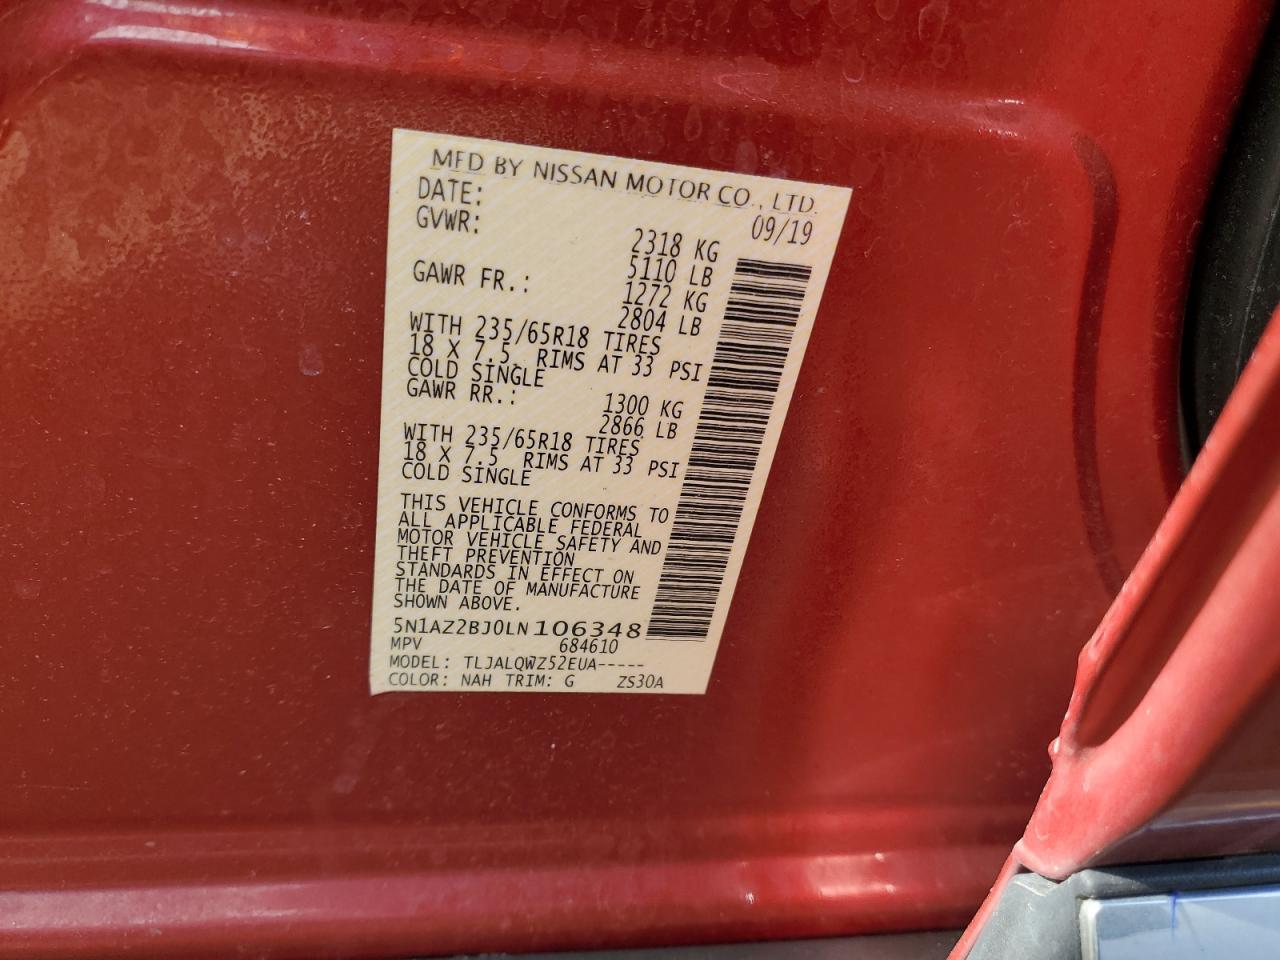 MFD BY NISSAN MOTOR CO., LTD.
DATE: 09/19
GVWR: 2318 KG
5110 LB
GAWR FR.: 1272 KG
2804 LB
WITH 235/65R18 TIRES
18 X 7.5 RIMS AT 33 PSI
COLD SINGLE
GAWR RR.: 1300 KG
2866 LB
WITH 235/65R18 TIRES
18 X 7.5 RIMS AT 33 PSI
COLD SINGLE
THIS VEHICLE CONFORMS TO
ALL APPLICABLE FEDERAL
MOTOR VEHICLE SAFETY AND
THEFT PREVENTION
STANDARDS IN EFFECT ON
THE DATE OF MANUFACTURE
SHOWN ABOVE.
5N1AZ2BJ0LN106348
MPV 684610
MODEL: TLJALQWZ52EUA-----
COLOR: NAH TRIM: G ZS30A